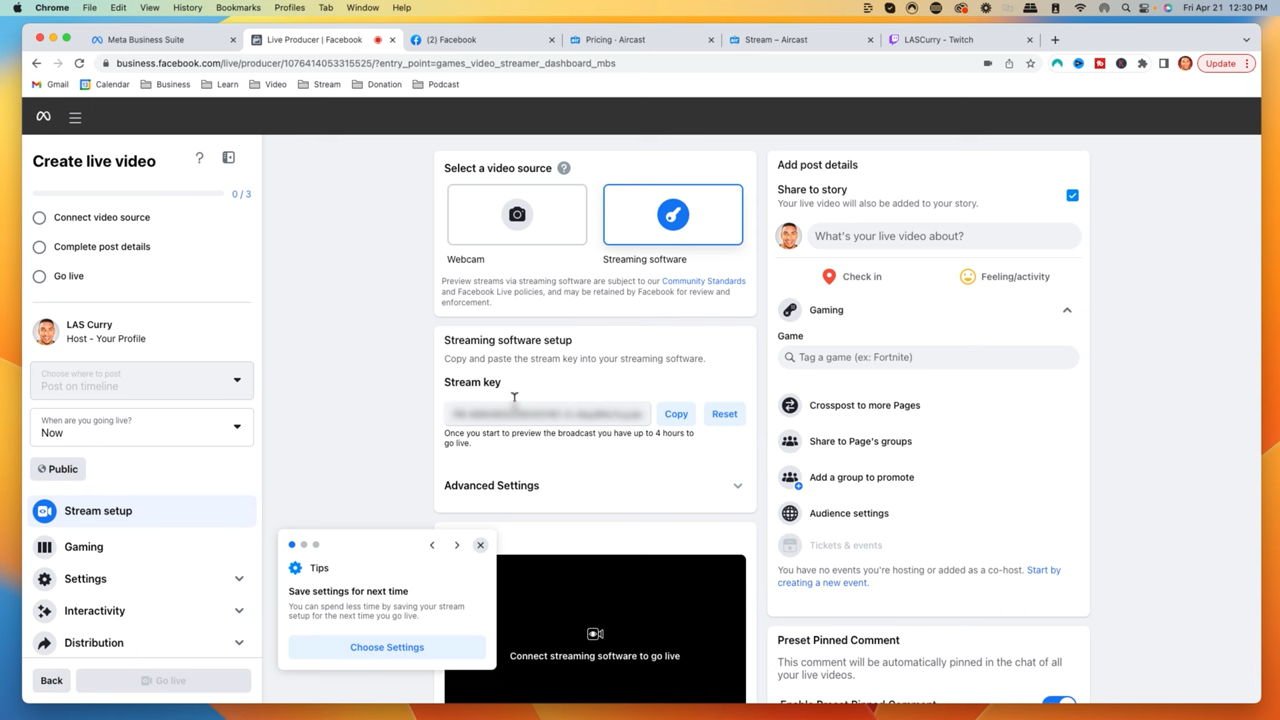 Chrome File Edit View History Bookmarks Profiles Tab Window Help
Fri Apr 21 12:30 PM
Meta Business Suite
Live Producer | Facebook
(2) Facebook
Pricing · Aircast
Stream – Aircast
LASCurry - Twitch
business.facebook.com/live/producer/1076414053315525/?entry_point=games_video_streamer_dashboard_mbs
Update
Gmail Calendar Business Learn Video Stream Donation Podcast
Create live video
0 / 3
Connect video source
Complete post details
Go live
LAS Curry
Host - Your Profile
Choose where to post
Post on timeline
When are you going live?
Now
Public
Stream setup
Gaming
Settings
Interactivity
Distribution
Back
Go live
Select a video source
Webcam
Streaming software
Preview streams via streaming software are subject to our Community Standards
and Facebook Live policies, and may be retained by Facebook for review and
enforcement.
Streaming software setup
Copy and paste the stream key into your streaming software.
Stream key
Copy
Reset
Once you start to preview the broadcast you have up to 4 hours to
go live.
Advanced Settings
Tips
Save settings for next time
You can spend less time by saving your stream
setup for the next time you go live.
Choose Settings
Connect streaming software to go live
Add post details
Share to story
Your live video will also be added to your story.
What's your live video about?
Check in
Feeling/activity
Gaming
Game
Tag a game (ex: Fortnite)
Crosspost to more Pages
Share to Page's groups
Add a group to promote
Audience settings
Tickets & events
You have no events you're hosting or added as a co-host. Start by
creating a new event.
Preset Pinned Comment
This comment will be automatically pinned in the chat of all
your live videos.
Enable Preset Pinned Comment